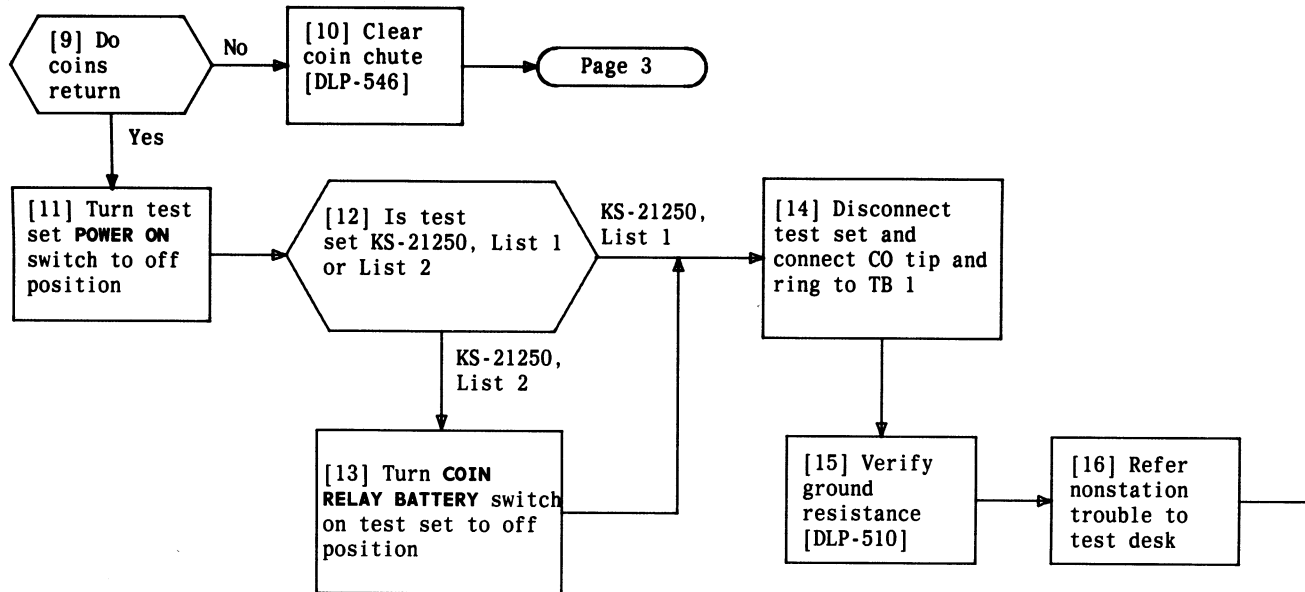 [9] Do
coins
return
No
[10] Clear
coin chute
[DLP-546]
Page 3
Yes
[11] Turn test
set POWER ON
switch to off
position
[12] Is test
set KS-21250, List 1
or List 2
KS-21250,
List 1
KS-21250,
List 2
[13] Turn COIN
RELAY BATTERY switch
on test set to off
position
[14] Disconnect
test set and
connect CO tip and
ring to TB 1
[15] Verify
ground
resistance
[DLP-510]
[16] Refer
nonstation
trouble to
test desk